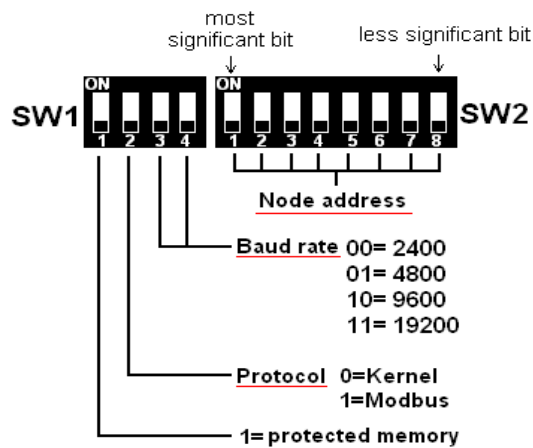 most
significant bit
less significant bit
ON
ON
SW1
SW2
1 2 3 4
1 2 3 4 5 6 7 8
Node address
Baud rate 00= 2400
01= 4800
10= 9600
11= 19200
Protocol 0=Kernel
1=Modbus
1= protected memory